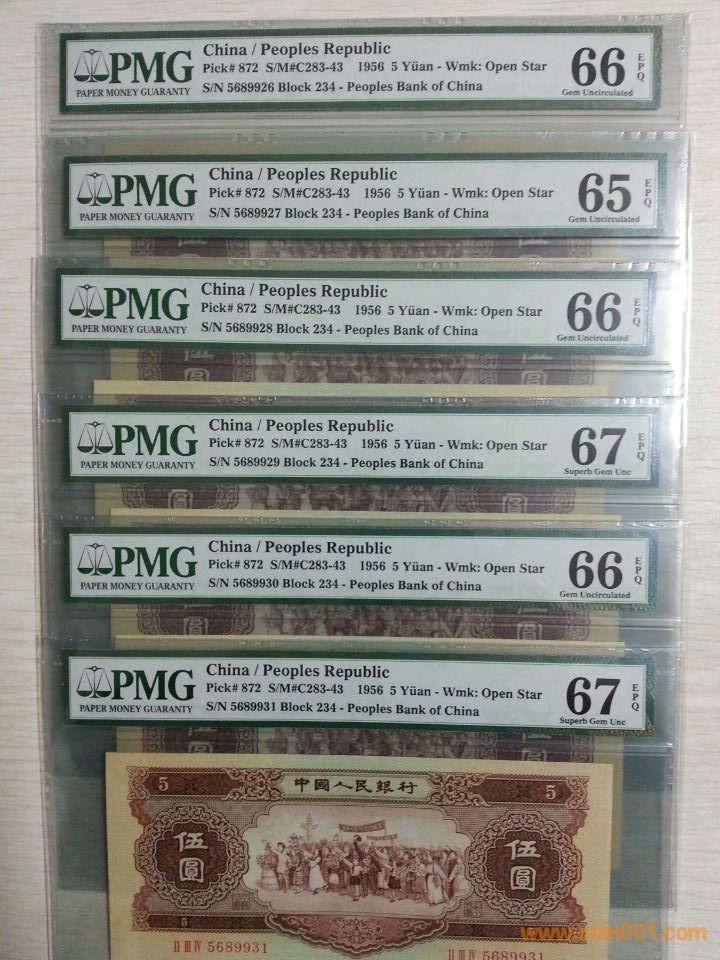 PMG
PAPER MONEY GUARANTY
China / Peoples Republic
Pick# 872 S/M#C283-43 1956 5 Yüan - Wmk: Open Star
S/N 5689926 Block 234 - Peoples Bank of China
66 EPQ
Gem Uncirculated
PMG
PAPER MONEY GUARANTY
China / Peoples Republic
Pick# 872 S/M#C283-43 1956 5 Yüan - Wmk: Open Star
S/N 5689927 Block 234 - Peoples Bank of China
65 EPQ
Gem Uncirculated
PMG
PAPER MONEY GUARANTY
China / Peoples Republic
Pick# 872 S/M#C283-43 1956 5 Yüan - Wmk: Open Star
S/N 5689928 Block 234 - Peoples Bank of China
66 EPQ
Gem Uncirculated
PMG
PAPER MONEY GUARANTY
China / Peoples Republic
Pick# 872 S/M#C283-43 1956 5 Yüan - Wmk: Open Star
S/N 5689929 Block 234 - Peoples Bank of China
67 EPQ
Superb Gem Unc
PMG
PAPER MONEY GUARANTY
China / Peoples Republic
Pick# 872 S/M#C283-43 1956 5 Yüan - Wmk: Open Star
S/N 5689930 Block 234 - Peoples Bank of China
66 EPQ
Gem Uncirculated
PMG
PAPER MONEY GUARANTY
China / Peoples Republic
Pick# 872 S/M#C283-43 1956 5 Yüan - Wmk: Open Star
S/N 5689931 Block 234 - Peoples Bank of China
67 EPQ
Superb Gem Unc
5 中國人民銀行 5
伍圓 伍圓
5
II III IV 5689931 II III IV 5689931